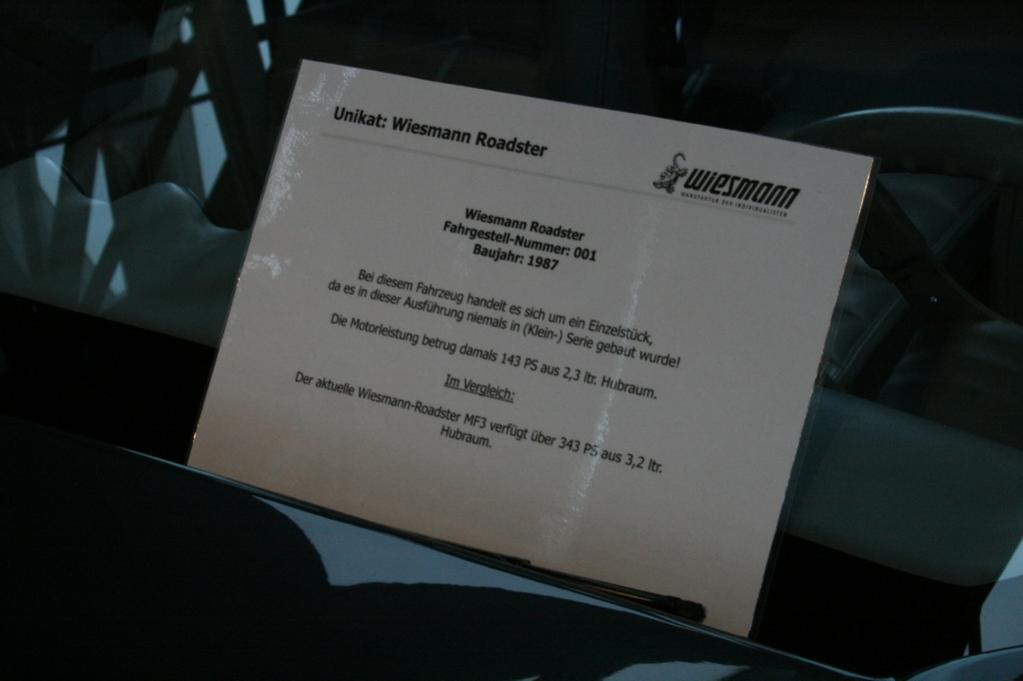 Unikat: Wiesmann Roadster
WIESMANN
MANUFAKTUR DER INDIVIDUALISTEN
Wiesmann Roadster
Fahrgestell-Nummer: 001
Baujahr: 1987
Bei diesem Fahrzeug handelt es sich um ein Einzelstück,
da es in dieser Ausführung niemals in (Klein-) Serie gebaut wurde!
Die Motorleistung betrug damals 143 PS aus 2,3 ltr. Hubraum.
Im Vergleich:
Der aktuelle Wiesmann-Roadster MF3 verfügt über 343 PS aus 3,2 ltr.
Hubraum.